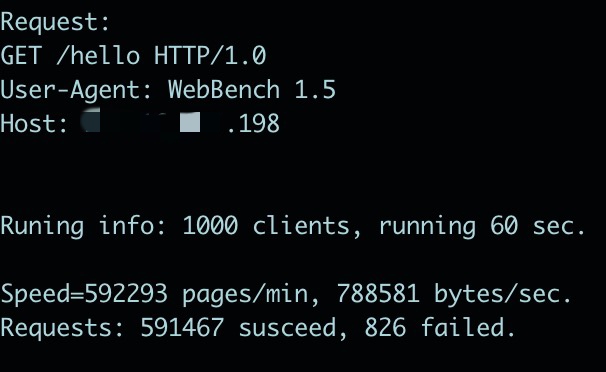 Request:
GET /hello HTTP/1.0
User-Agent: WebBench 1.5
Host: .198
Runing info: 1000 clients, running 60 sec.
Speed=592293 pages/min, 788581 bytes/sec.
Requests: 591467 susceed, 826 failed.